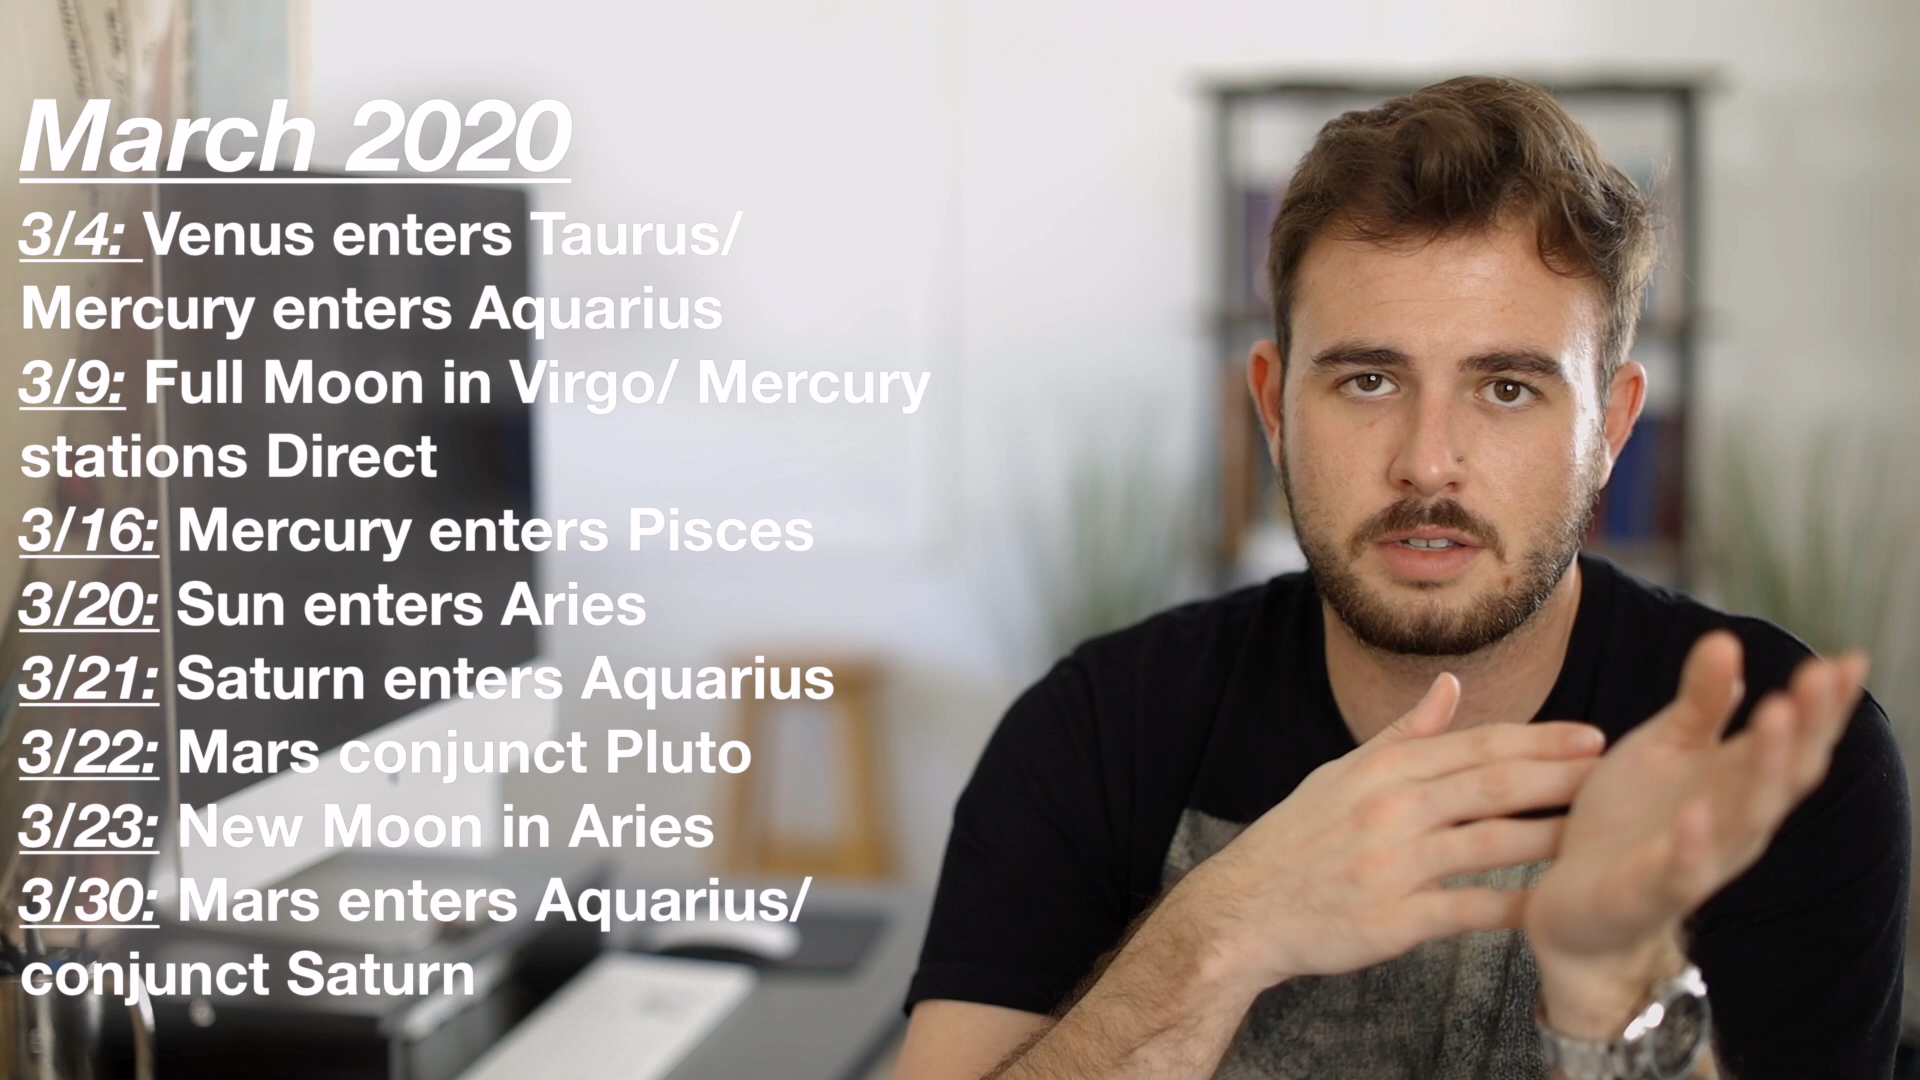 March 2020
3/4: Venus enters Taurus/
Mercury enters Aquarius
3/9: Full Moon in Virgo/ Mercury
stations Direct
3/16: Mercury enters Pisces
3/20: Sun enters Aries
3/21: Saturn enters Aquarius
3/22: Mars conjunct Pluto
3/23: New Moon in Aries
3/30: Mars enters Aquarius/
conjunct Saturn